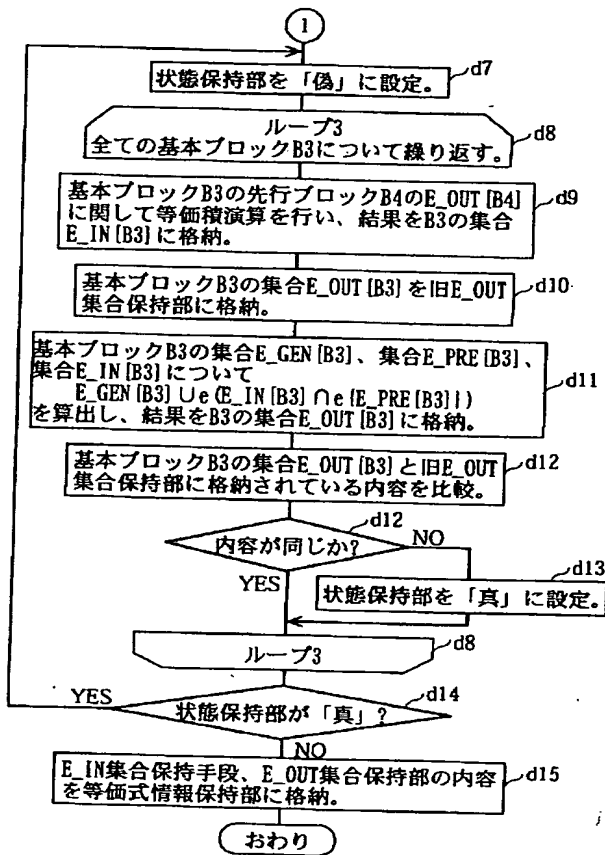 1
状態保持部を「偽」に設定。
d7
ループ3
全ての基本ブロックB3について繰り返す。
d8
基本ブロックB3の先行ブロックB4のE_OUT[B4]
に関して等価積演算を行い、結果をB3の集合
E_IN[B3]に格納。
d9
基本ブロックB3の集合E_OUT[B3]を旧E_OUT
集合保持部に格納。
d10
基本ブロックB3の集合E_GEN[B3]、集合E_PRE[B3]、
集合E_IN[B3]について
E_GEN[B3]∪e(E_IN[B3]∩e{E_PRE[B3]})
を算出し、結果をB3の集合E_OUT[B3]に格納。
d11
基本ブロックB3の集合E_OUT[B3]と旧E_OUT
集合保持部に格納されている内容を比較。
d12
d12
内容が同じか?
NO
YES
d13
状態保持部を「真」に設定。
ループ3
d8
YES
d14
状態保持部が「真」?
NO
E_IN集合保持手段、E_OUT集合保持部の内容
を等価式情報保持部に格納。
d15
おわり